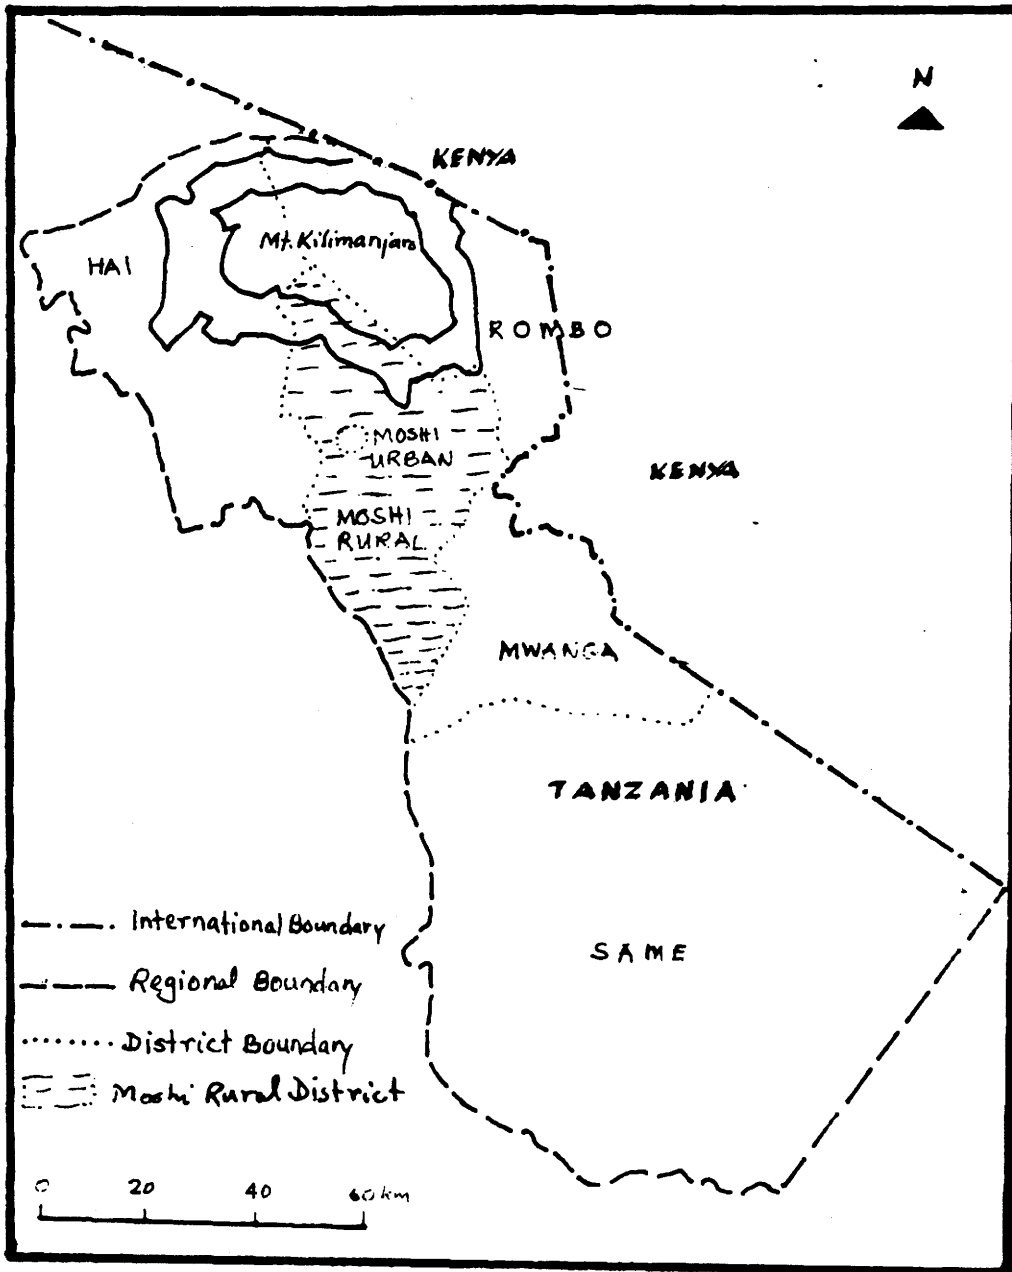 N
KENYA
Mt. Kilimanjaro
HAI
ROMBO
MOSHI
URBAN
KENYA
MOSHI
RURAL
MWANGA
TANZANIA
SAME
International Boundary
Regional Boundary
District Boundary
Moshi Rural District
0 20 40 60 km